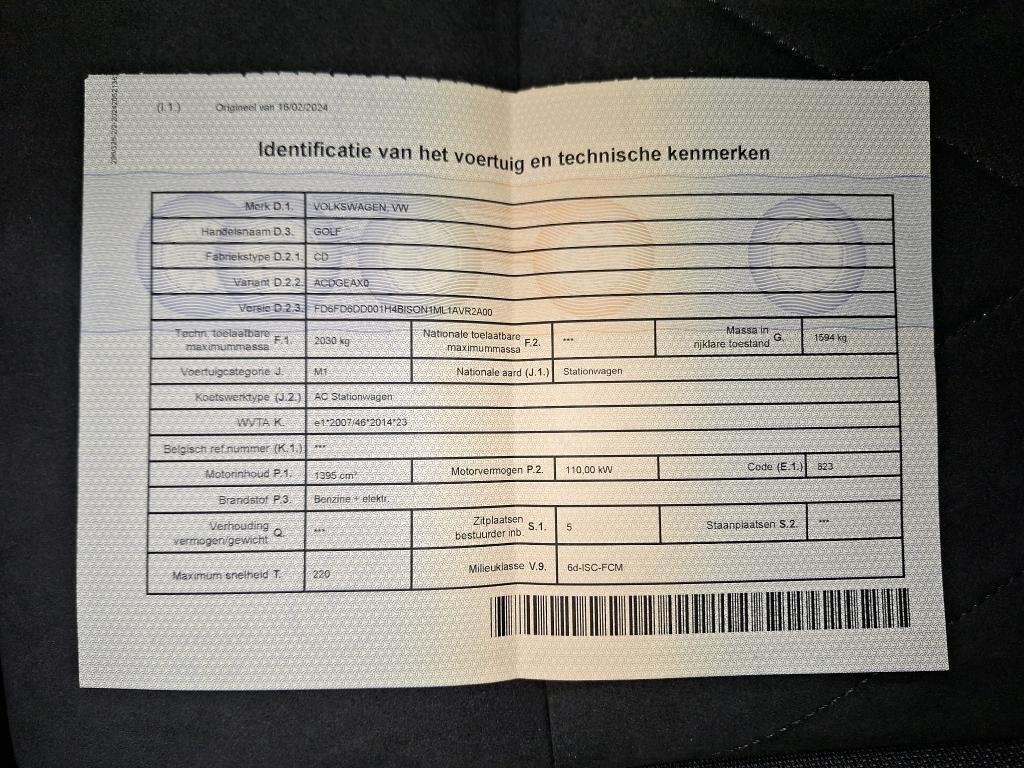 (I.1.) Origineel van 16/02/2024
Identificatie van het voertuig en technische kenmerken
Merk D.1. VOLKSWAGEN, VW
Handelsnaam D.3. GOLF
Fabriekstype D.2.1. CD
Variant D.2.2. ACDGEAX0
Versie D.2.3. FD6FD6DD001H4BISON1ML1AVR2A00
Techn. toelaatbare maximummassa F.1. 2030 kg Nationale toelaatbare maximummassa F.2. *** Massa in rijklare toestand G. 1594 kg
Voertuigcategorie J. M1 Nationale aard (J.1.) Stationwagen
Koetswerktype (J.2.) AC Stationwagen
WVTA K. e1*2007/46*2014*23
Belgisch ref.nummer (K.1.) ***
Motorinhoud P.1. 1395 cm³ Motorvermogen P.2. 110,00 kW Code (E.1.) 823
Brandstof P.3. Benzine + elektr.
Verhouding vermogen/gewicht Q. *** Zitplaatsen bestuurder inb. S.1. 5 Staanplaatsen S.2. ***
Maximum snelheid T. 220 Milieuklasse V.9. 6d-ISC-FCM